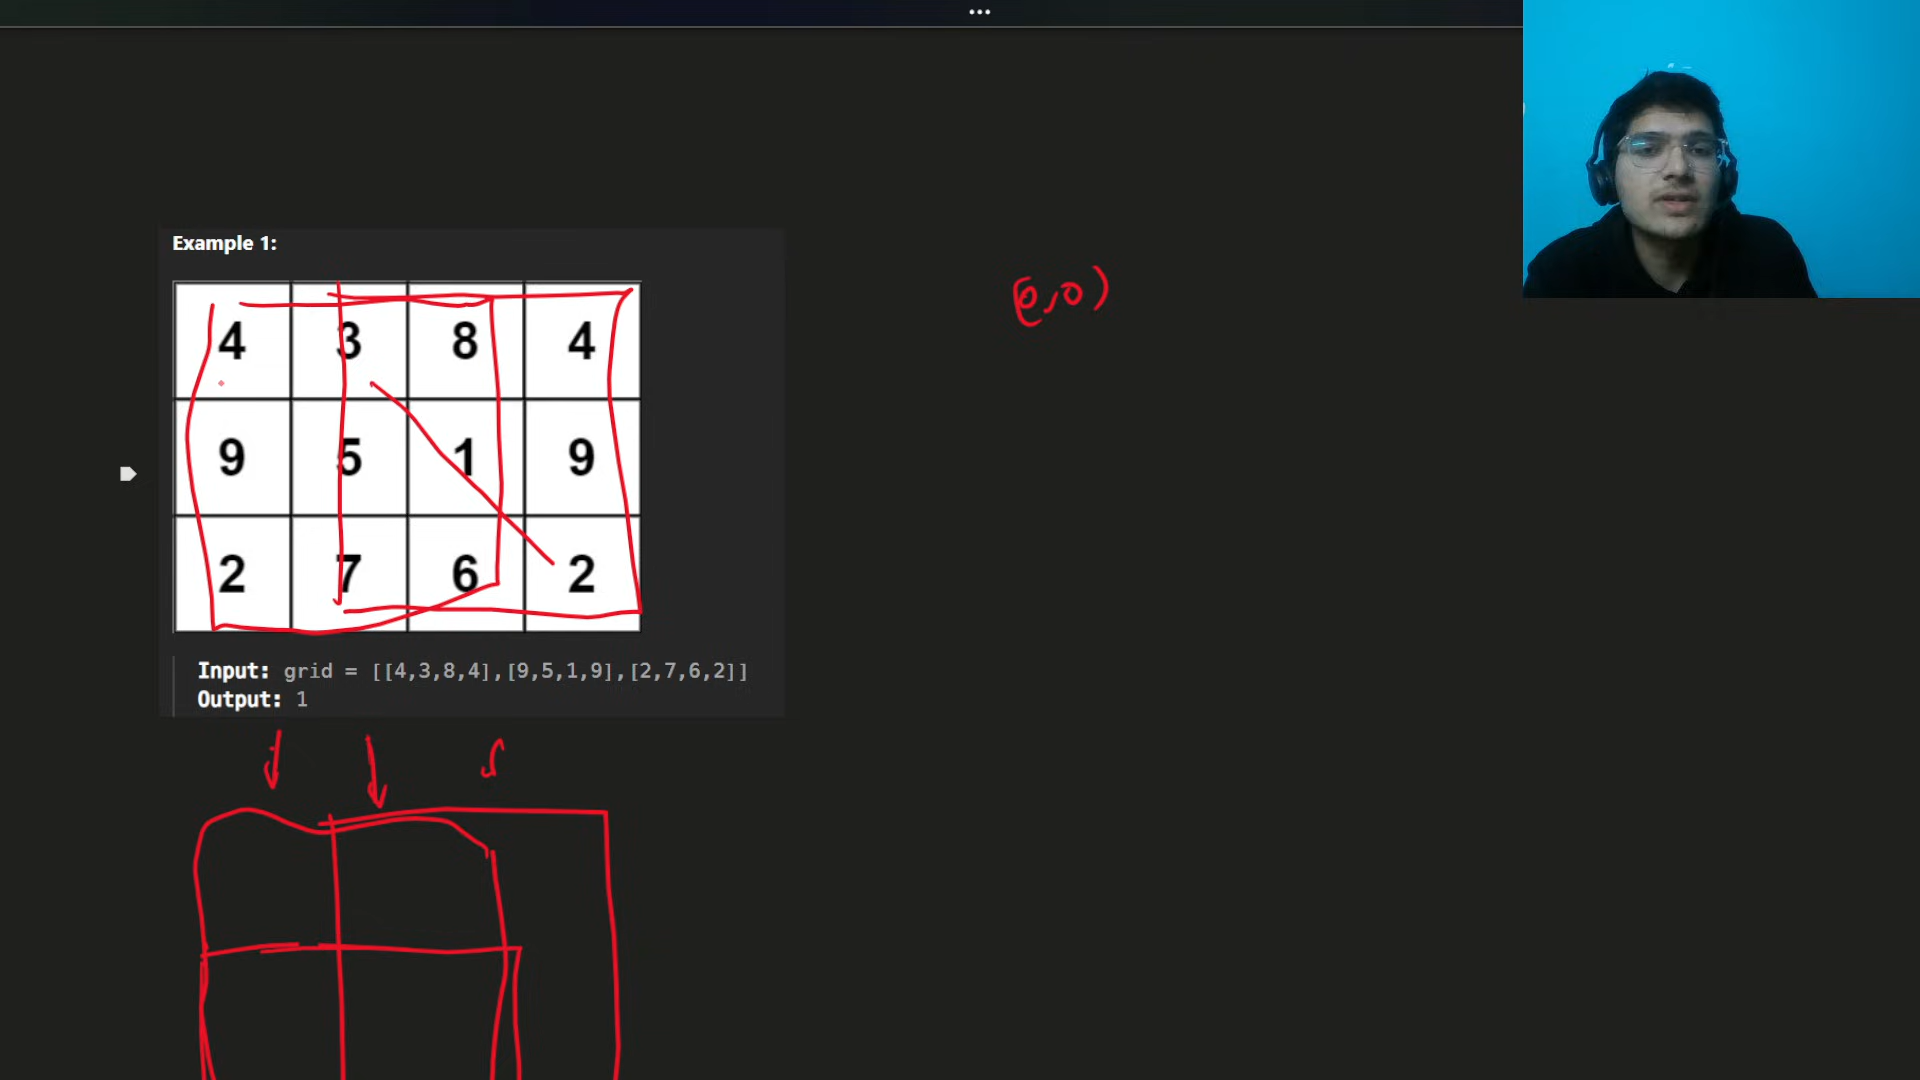 ...
Example 1:
4 3 8 4
9 5 1 9
2 7 6 2
Input: grid = [[4,3,8,4],[9,5,1,9],[2,7,6,2]]
Output: 1
(0,0)